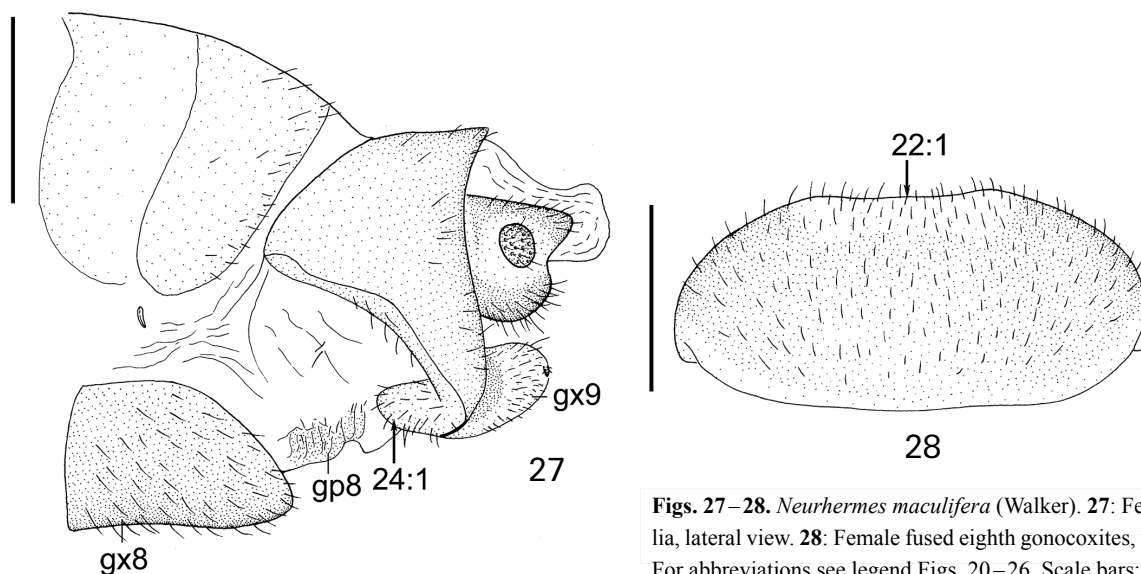 22:1
gx9
28
27
24:1
gp8
gx8
Figs. 27–28. Neurhermes maculifera (Walker). 27: Fe
lia, lateral view. 28: Female fused eighth gonocoxites,
For abbreviations see legend Figs. 20–26. Scale bars: